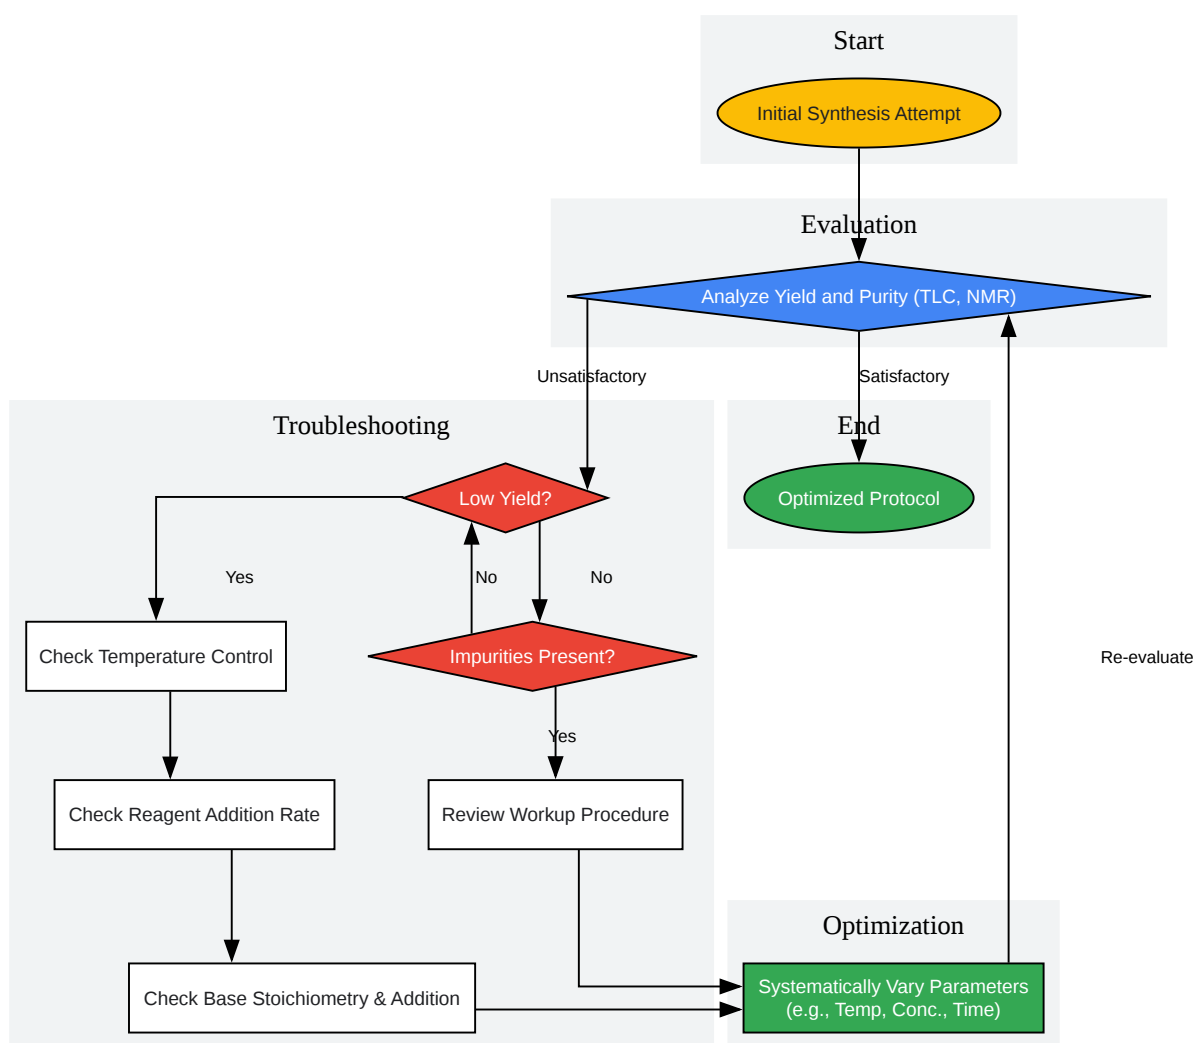 Start
Initial Synthesis Attempt
Evaluation
Analyze Yield and Purity (TLC, NMR)
Unsatisfactory
Satisfactory
Troubleshooting
End
Low Yield?
Optimized Protocol
Yes
No
No
Check Temperature Control
Impurities Present?
Re-evaluate
Yes
Check Reagent Addition Rate
Review Workup Procedure
Optimization
Check Base Stoichiometry & Addition
Systematically Vary Parameters
(e.g., Temp, Conc., Time)